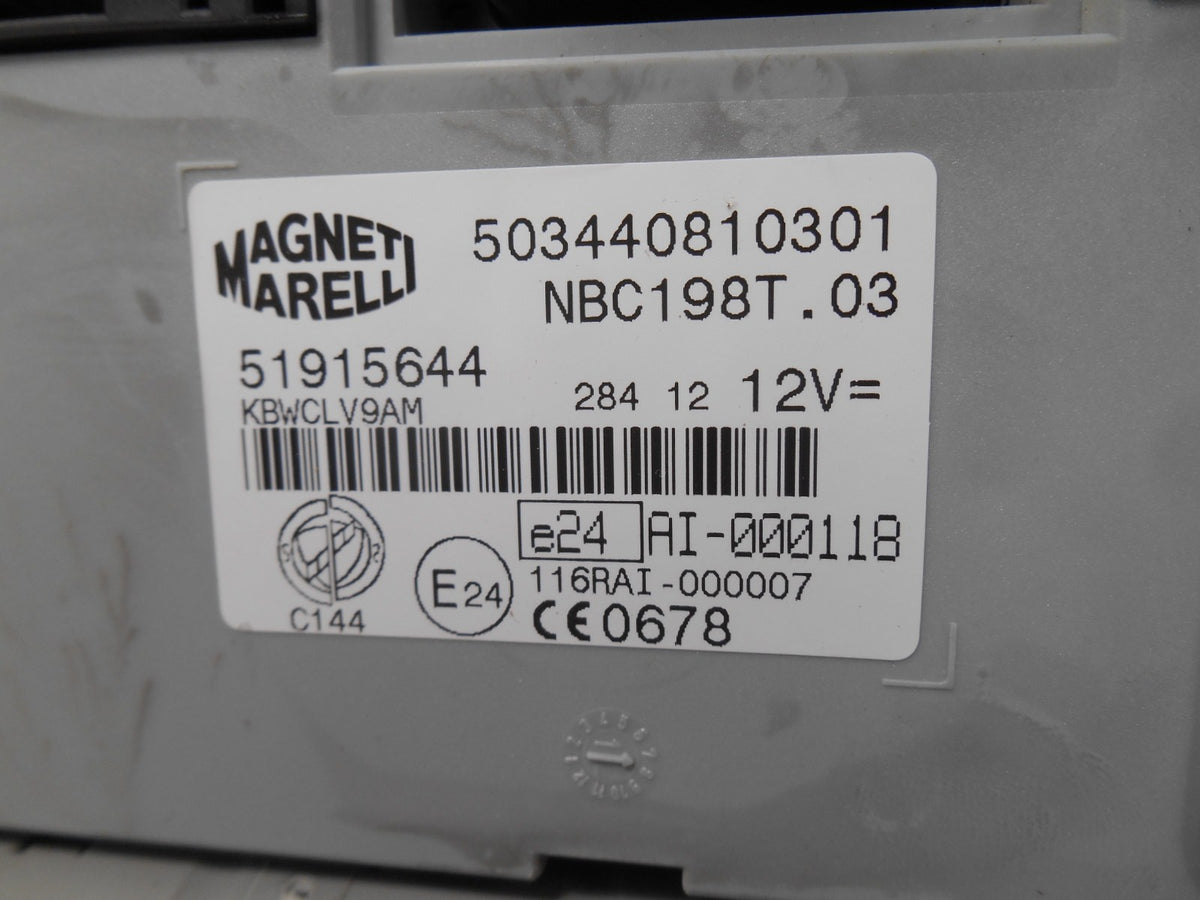 MAGNETI
MARELLI
503440810301
NBC198T.03
51915644
KBWCLV9AM
284 12 12V=
e24 AI-000118
E24
116RAI-000007
C144
CE0678